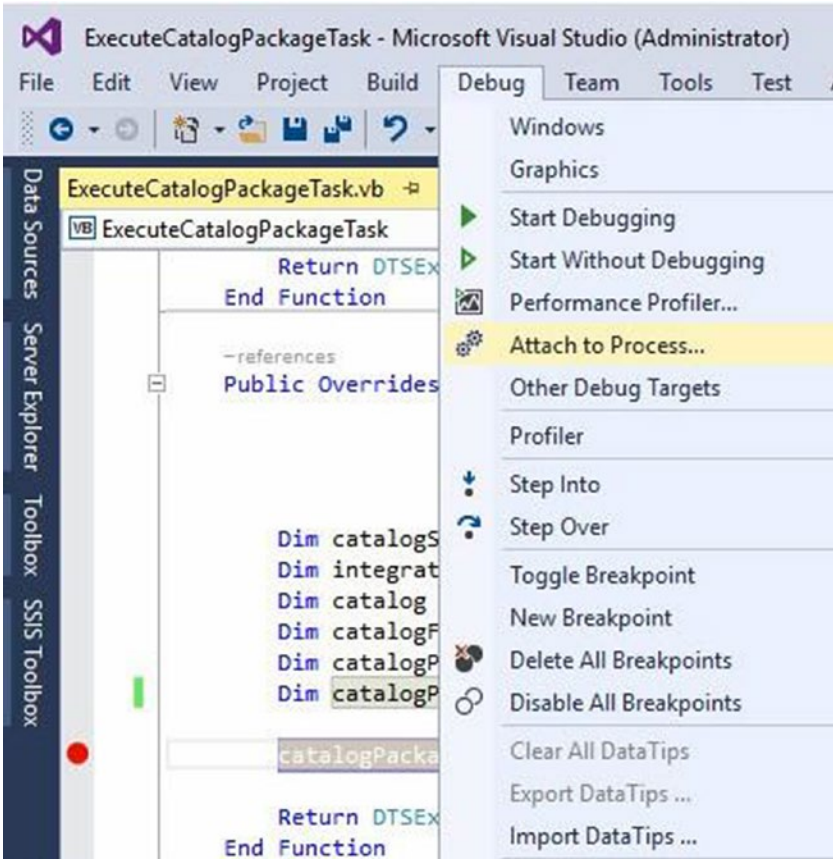 ExecuteCatalogPackageTask - Microsoft Visual Studio (Administrator)
File Edit View Project Build Debug Team Tools Test
Data Sources
Server Explorer
Toolbox
SSIS Toolbox
ExecuteCatalogPackageTask.vb
VB ExecuteCatalogPackageTask
Return DTSEx
End Function
-references
Public Overrides
Dim catalogS
Dim integrat
Dim catalog
Dim catalogF
Dim catalogP
Dim catalogP
catalogPacka
Return DTSEx
End Function
Windows
Graphics
Start Debugging
Start Without Debugging
Performance Profiler...
Attach to Process...
Other Debug Targets
Profiler
Step Into
Step Over
Toggle Breakpoint
New Breakpoint
Delete All Breakpoints
Disable All Breakpoints
Clear All DataTips
Export DataTips ...
Import DataTips ...